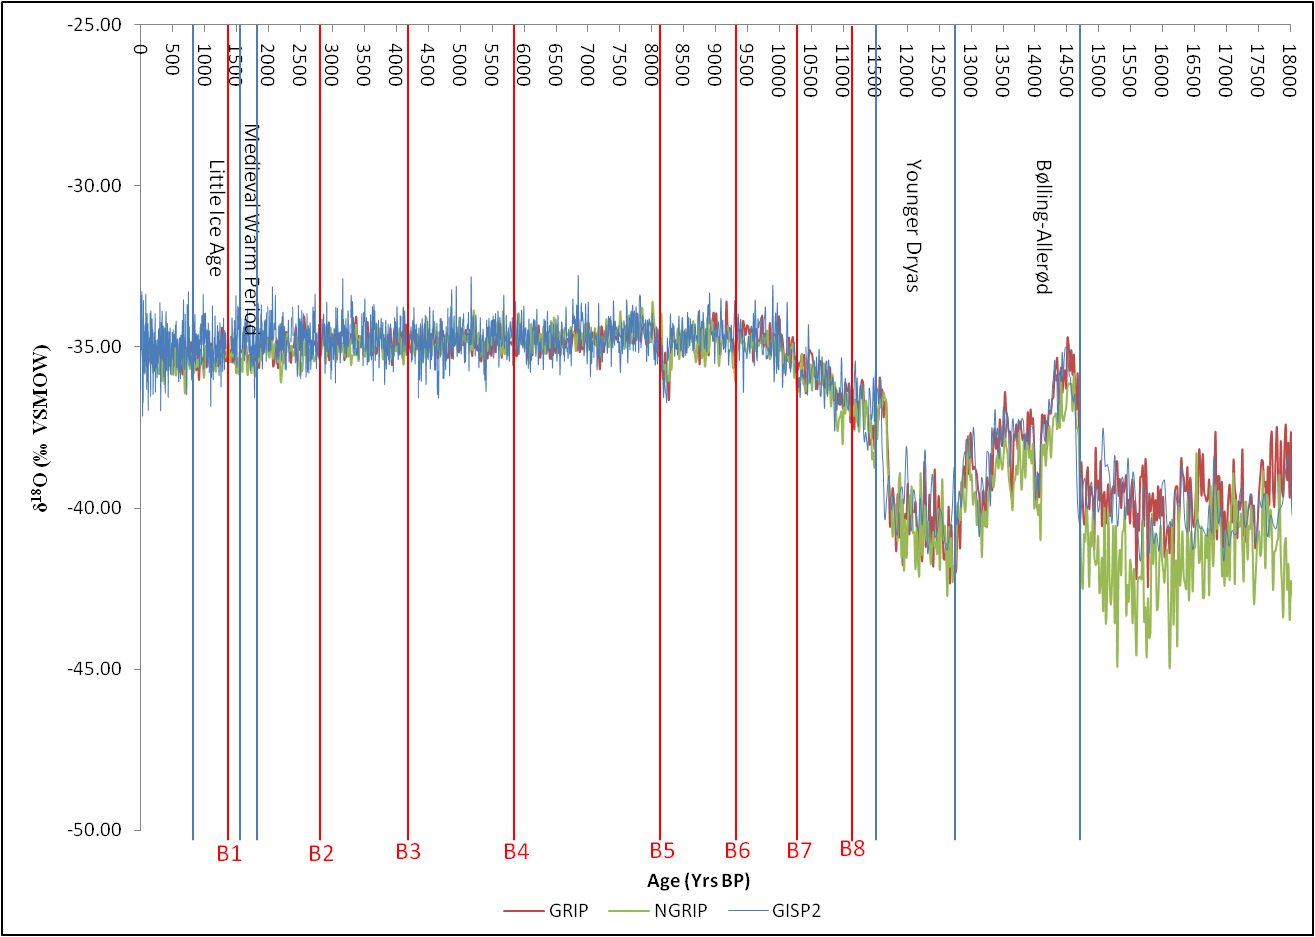 -25.00
0 500 1000 1500 2000 2500 3000 3500 4000 4500 5000 5500 6000 6500 7000 7500 8000 8500 9000 9500 10000 10500 11000 11500 12000 12500 13000 13500 14000 14500 15000 15500 16000 16500 17000 17500 18000
-30.00
-35.00
-40.00
-45.00
-50.00
δ18O (% VSMOW)
Little Ice Age
Medieval Warm Period
Younger Dryas
Bølling-Allerød
B1 B2 B3 B4 B5 B6 B7 B8
Age (Yrs BP)
GRIP NGRIP GISP2